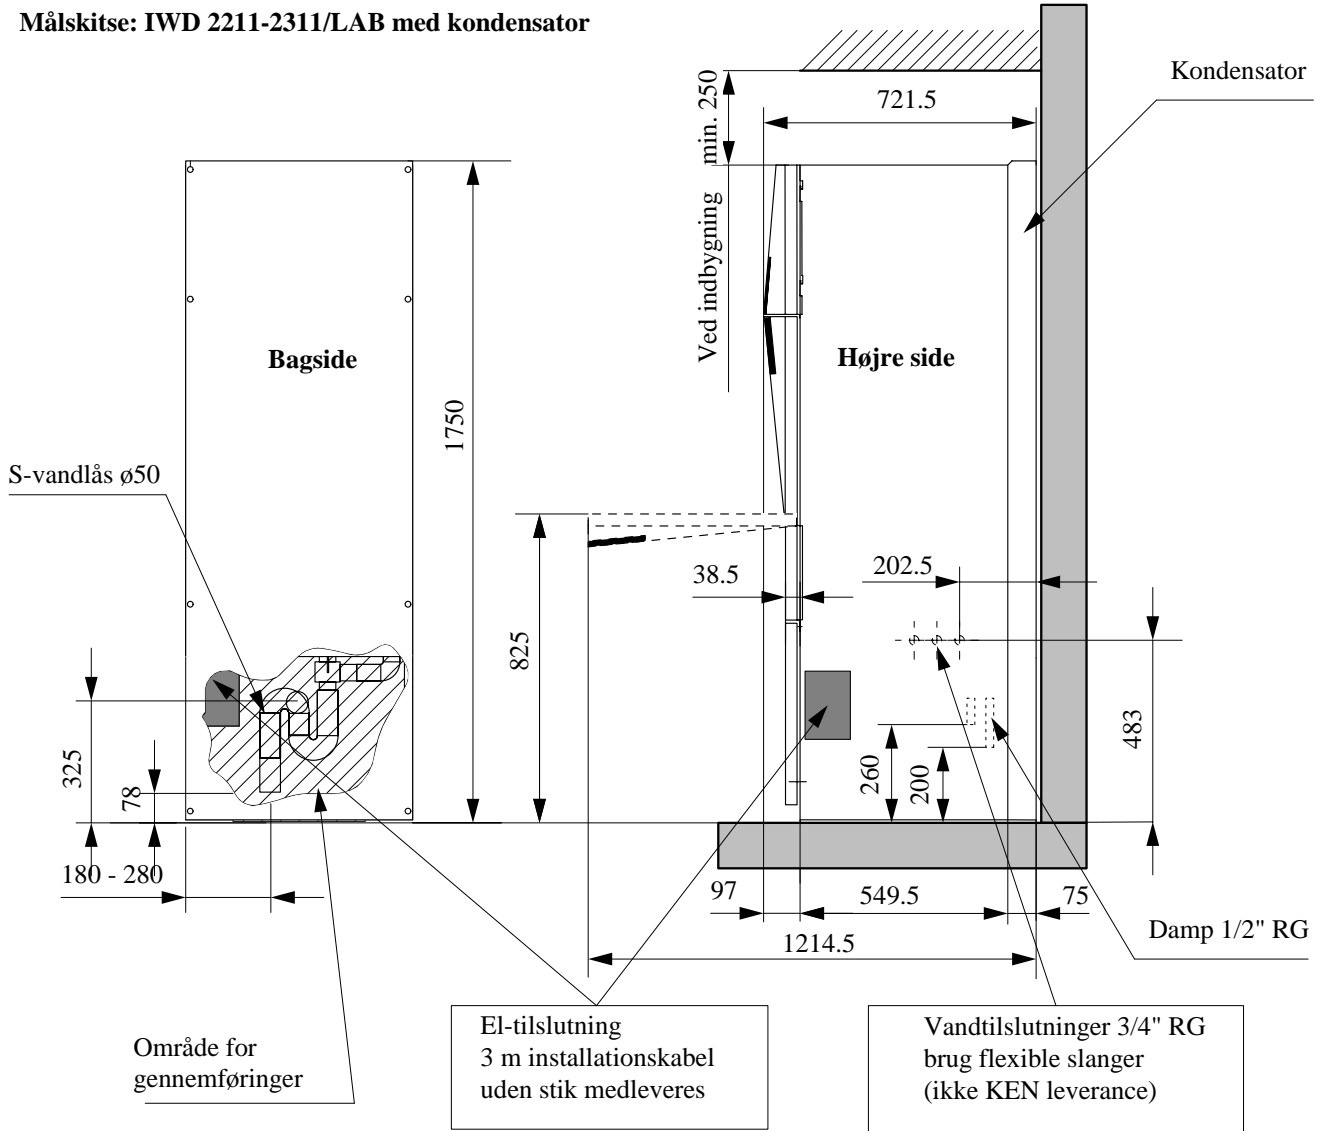 Målskitse: IWD 2211-2311/LAB med kondensator
Kondensator
min. 250
721.5
Ved indbygning
Bagside
Højre side
1750
S-vandlås ø50
202.5
38.5
825
483
325
78
260
200
180 - 280
97
549.5
75
1214.5
Damp 1/2" RG
Område for
gennemføringer
El-tilslutning
3 m installationskabel
uden stik medleveres
Vandtilslutninger 3/4" RG
brug flexible slanger
(ikke KEN leverance)